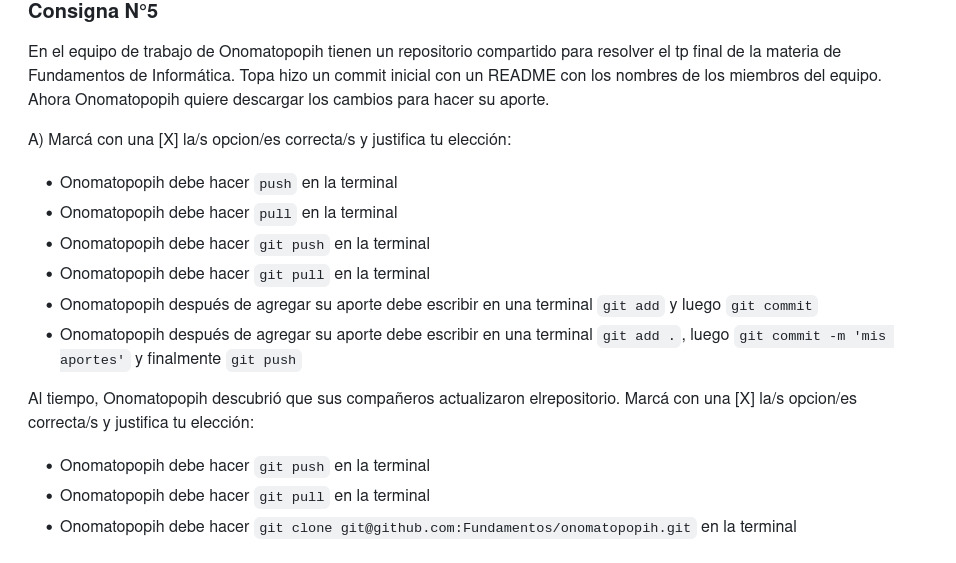 Consigna N°5
En el equipo de trabajo de Onomatopopih tienen un repositorio compartido para resolver el tp final de la materia de
Fundamentos de Informática. Topa hizo un commit inicial con un README con los nombres de los miembros del equipo.
Ahora Onomatopopih quiere descargar los cambios para hacer su aporte.
A) Marcá con una [X] la/s opcion/es correcta/s y justifica tu elección:
• Onomatopopih debe hacer push en la terminal
• Onomatopopih debe hacer pull en la terminal
• Onomatopopih debe hacer git push en la terminal
• Onomatopopih debe hacer git pull en la terminal
• Onomatopopih después de agregar su aporte debe escribir en una terminal git add y luego git commit
• Onomatopopih después de agregar su aporte debe escribir en una terminal git add . , luego git commit -m 'mis
aportes' y finalmente git push
Al tiempo, Onomatopopih descubrió que sus compañeros actualizaron elrepositorio. Marcá con una [X] la/s opcion/es
correcta/s y justifica tu elección:
• Onomatopopih debe hacer git push en la terminal
• Onomatopopih debe hacer git pull en la terminal
• Onomatopopih debe hacer git clone git@github.com:Fundamentos/onomatopopih.git en la terminal